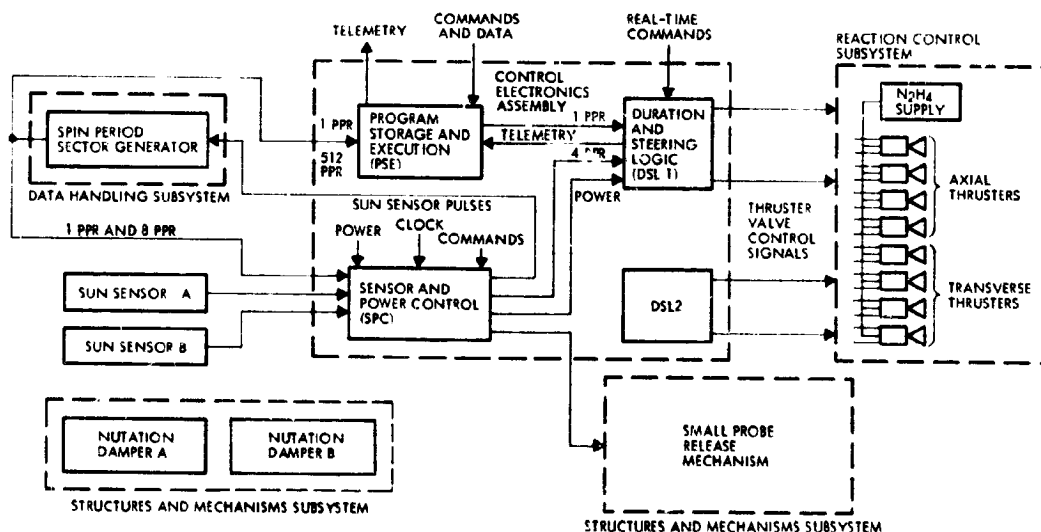 TELEMETRY
COMMANDS
AND DATA
REAL-TIME
COMMANDS
REACTION CONTROL
SUBSYSTEM
CONTROL
ELECTRONICS
ASSEMBLY
N2H4
SUPPLY
SPIN PERIOD
SECTOR GENERATOR
DATA HANDLING SUBSYSTEM
1 PPR
512
PPR
PROGRAM
STORAGE AND
EXECUTION
(PSE)
1 PPR
TELEMETRY
4 PPR
POWER
DURATION
AND
STEERING
LOGIC
(DSL 1)
AXIAL
THRUSTERS
1 PPR AND 8 PPR
SUN SENSOR PULSES
POWER
CLOCK
COMMANDS
THRUSTER
VALVE
CONTROL
SIGNALS
SUN SENSOR A
SUN SENSOR B
SENSOR AND
POWER CONTROL
(SPC)
DSL2
TRANSVERSE
THRUSTERS
NUTATION
DAMPER A
NUTATION
DAMPER B
STRUCTURES AND MECHANISMS SUBSYSTEM
SMALL PROBE
RELEASE
MECHANISM
STRUCTURES AND MECHANISMS SUBSYSTEM